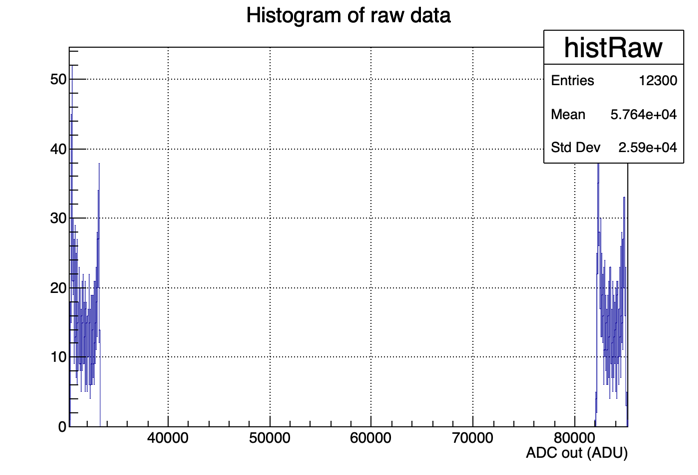 Histogram of raw data
histRaw
Entries 12300
Mean 5.764e+04
Std Dev 2.59e+04
50
40
30
20
10
0
40000 50000 60000 70000 80000
ADC out (ADU)